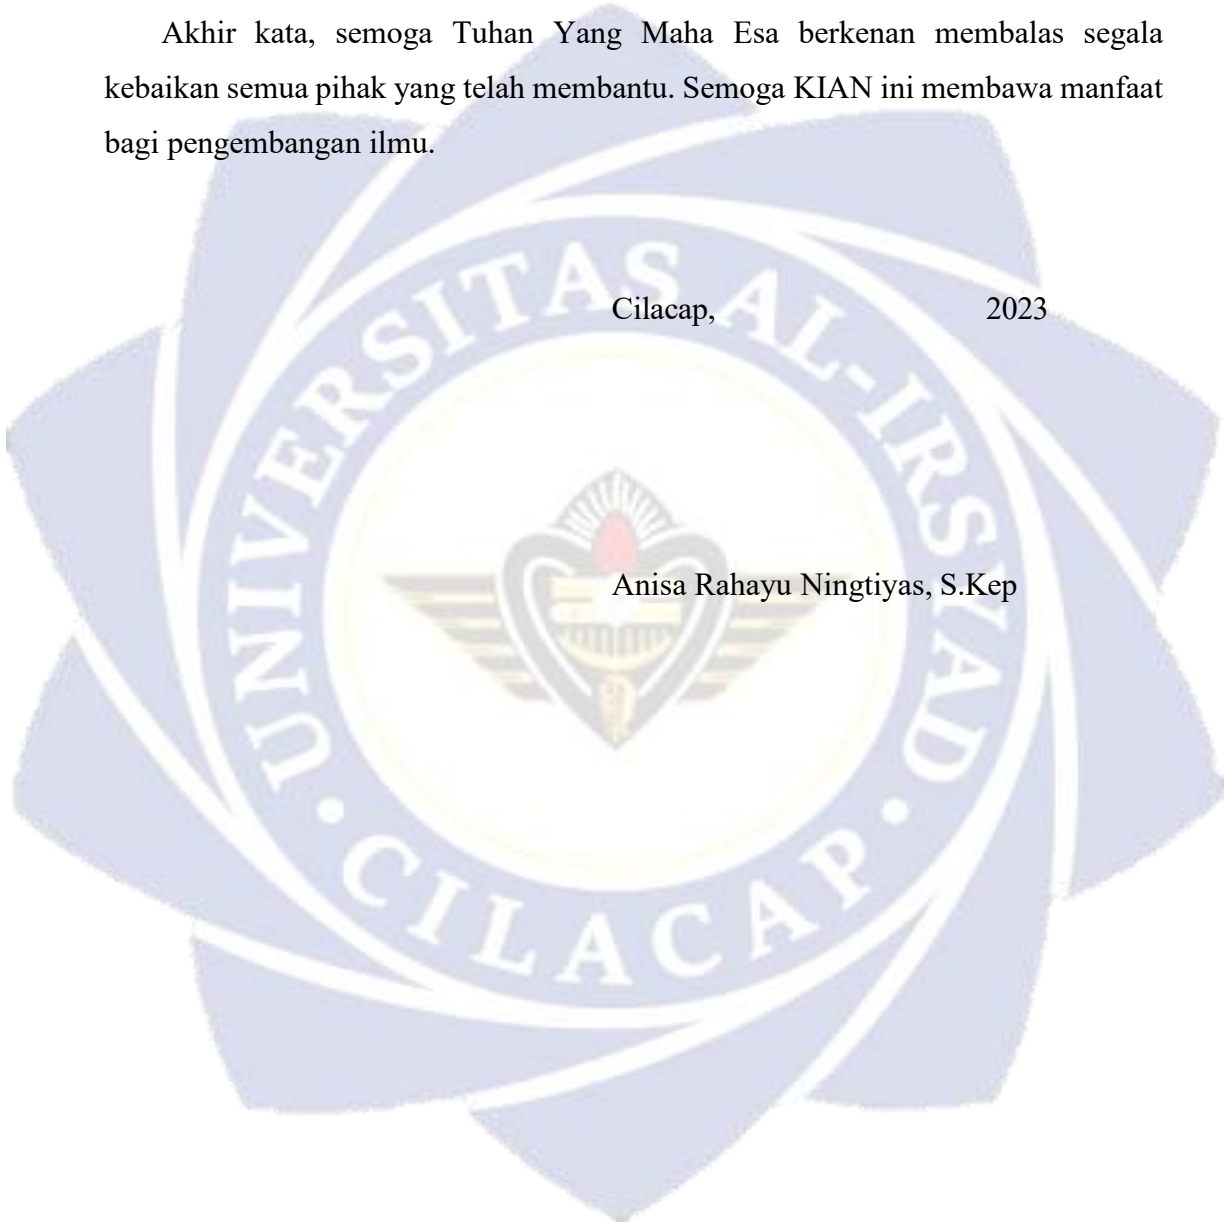 Akhir kata, semoga Tuhan Yang Maha Esa berkenan membalas segala
kebaikan semua pihak yang telah membantu. Semoga KIAN ini membawa manfaat
bagi pengembangan ilmu.
Cilacap, 2023
Anisa Rahayu Ningtiyas, S.Kep
UNIVERSITAS AL-IRSYAD
• CILACAP •